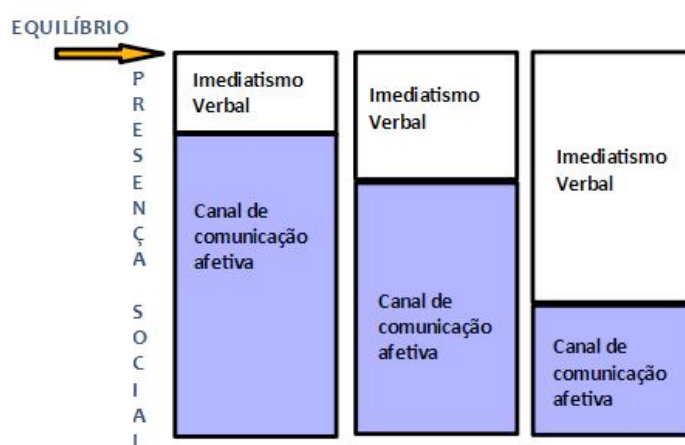 EQUILÍBRIO
P
R
E
S
E
N
Ç
A
S
O
C
I
A
L
Imediatismo
Verbal
Canal de
comunicação
afetiva
Imediatismo
Verbal
Canal de
comunicação
afetiva
Imediatismo
Verbal
Canal de
comunicação
afetiva